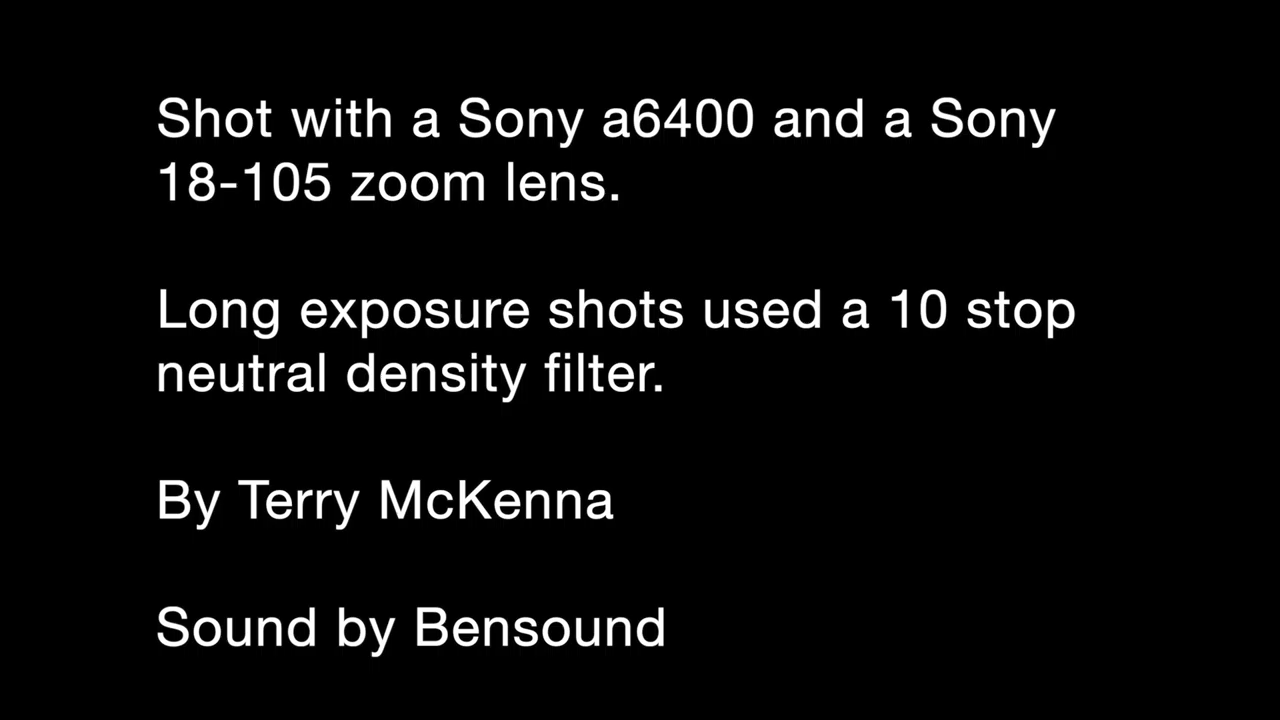 Shot with a Sony a6400 and a Sony
18-105 zoom lens.
Long exposure shots used a 10 stop
neutral density filter.
By Terry McKenna
Sound by Bensound